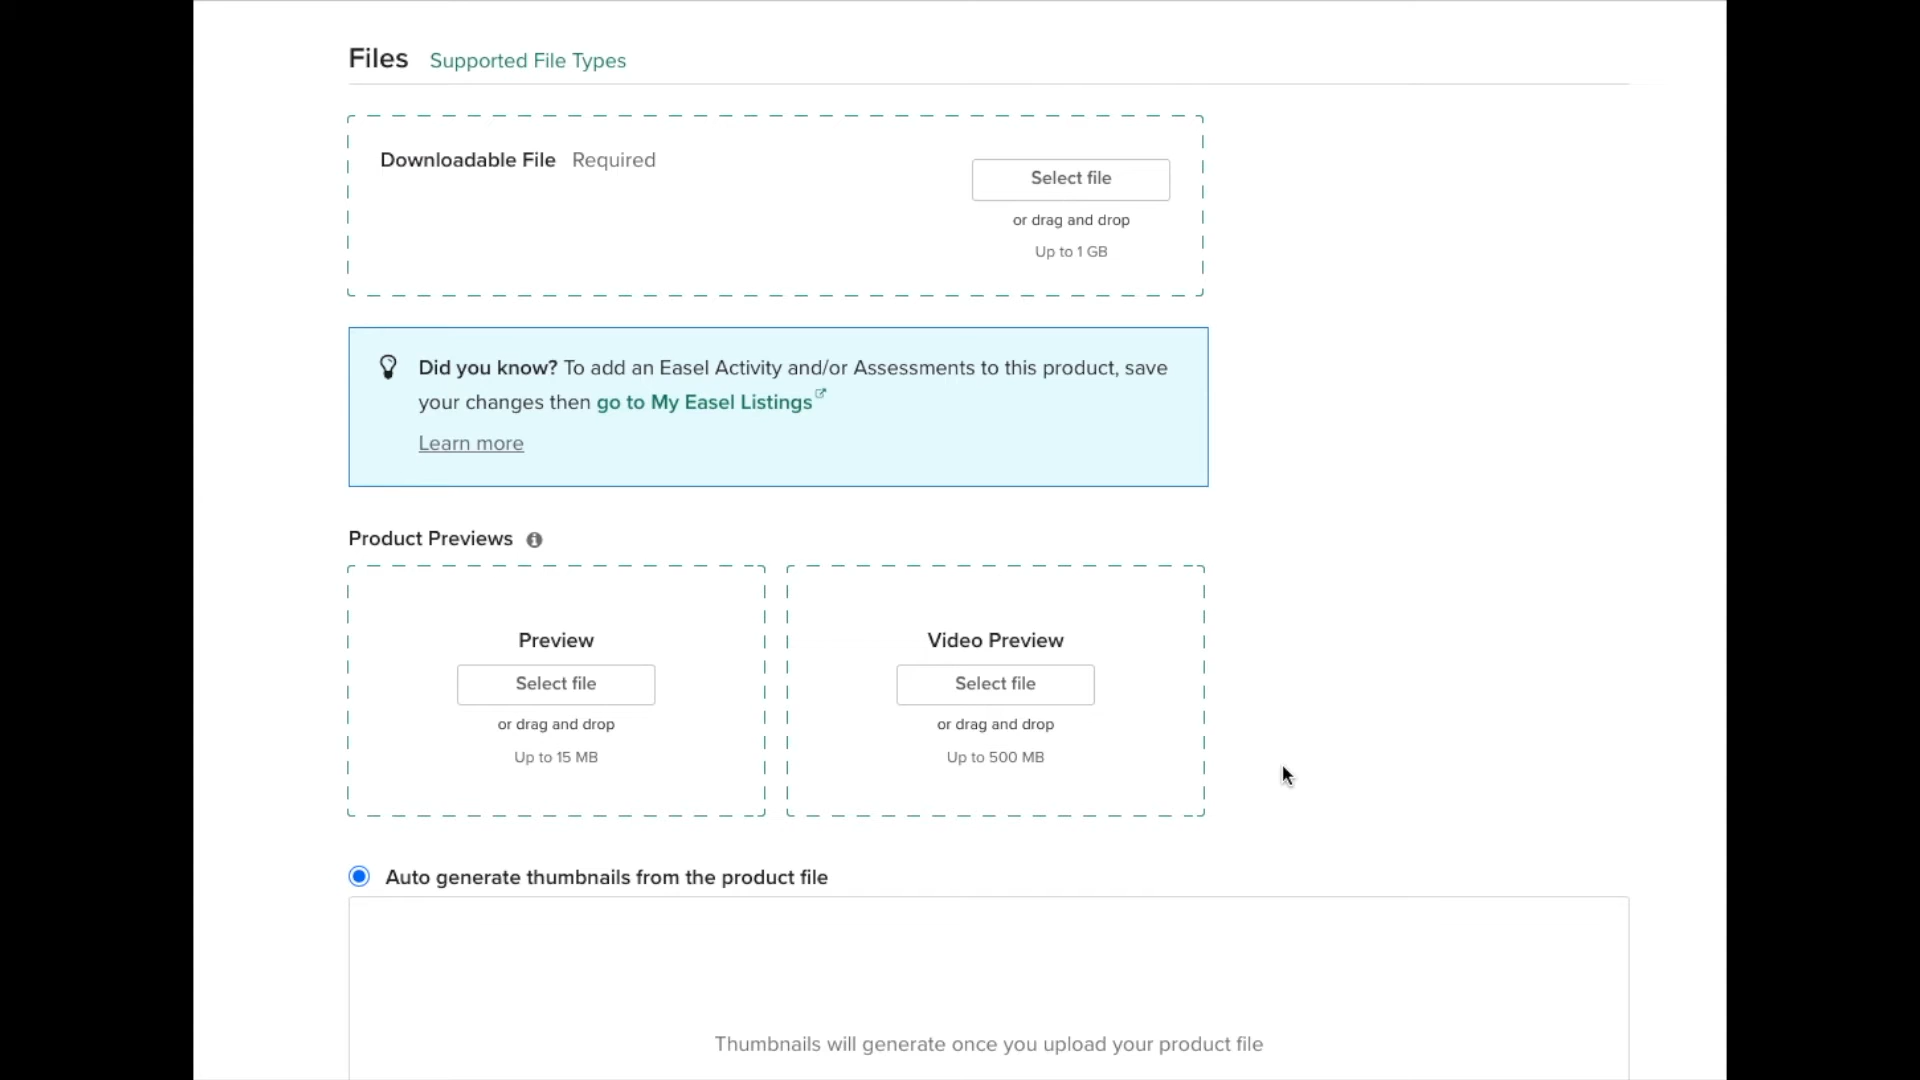 Files Supported File Types
Downloadable File Required
Select file
or drag and drop
Up to 1 GB
Did you know? To add an Easel Activity and/or Assessments to this product, save
your changes then go to My Easel Listings
Learn more
Product Previews
Preview
Select file
or drag and drop
Up to 15 MB
Video Preview
Select file
or drag and drop
Up to 500 MB
Auto generate thumbnails from the product file
Thumbnails will generate once you upload your product file